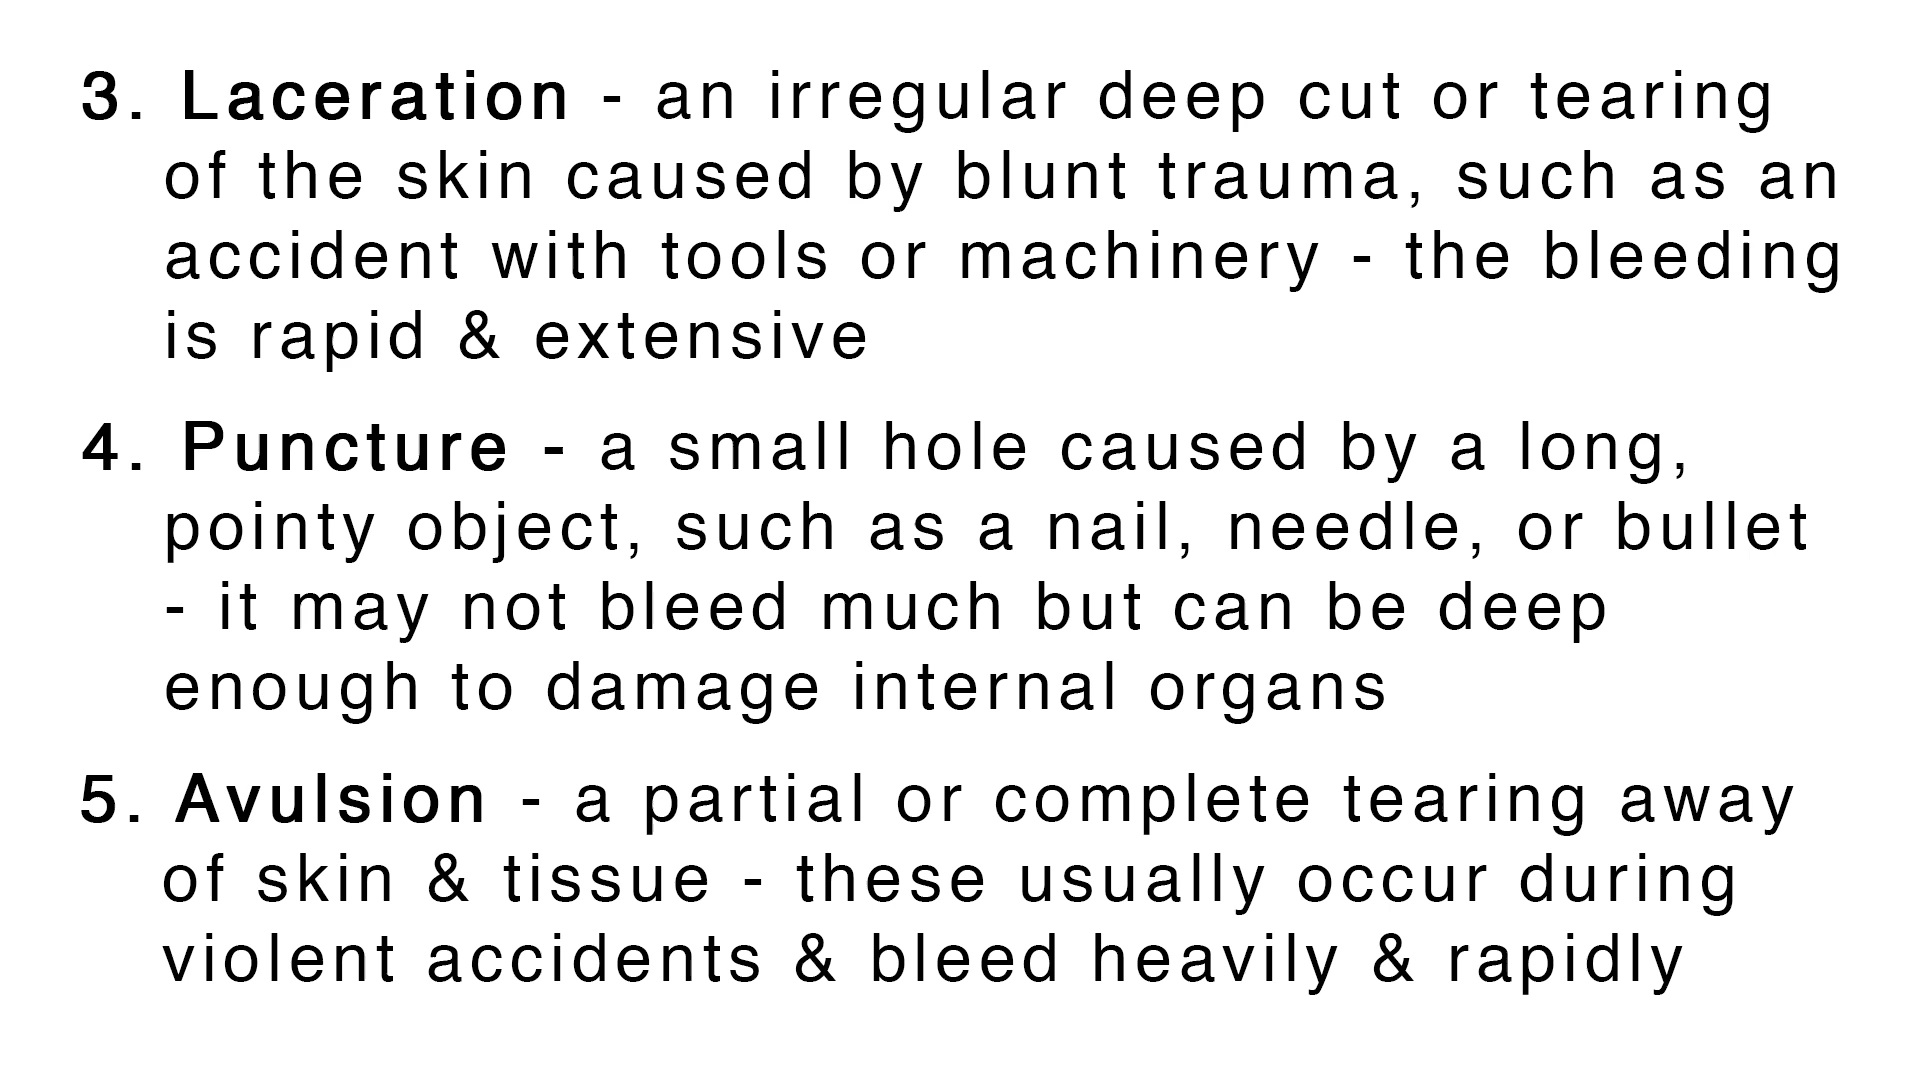 3. Laceration - an irregular deep cut or tearing
of the skin caused by blunt trauma, such as an
accident with tools or machinery - the bleeding
is rapid & extensive
4. Puncture - a small hole caused by a long,
pointy object, such as a nail, needle, or bullet
- it may not bleed much but can be deep
enough to damage internal organs
5. Avulsion - a partial or complete tearing away
of skin & tissue - these usually occur during
violent accidents & bleed heavily & rapidly